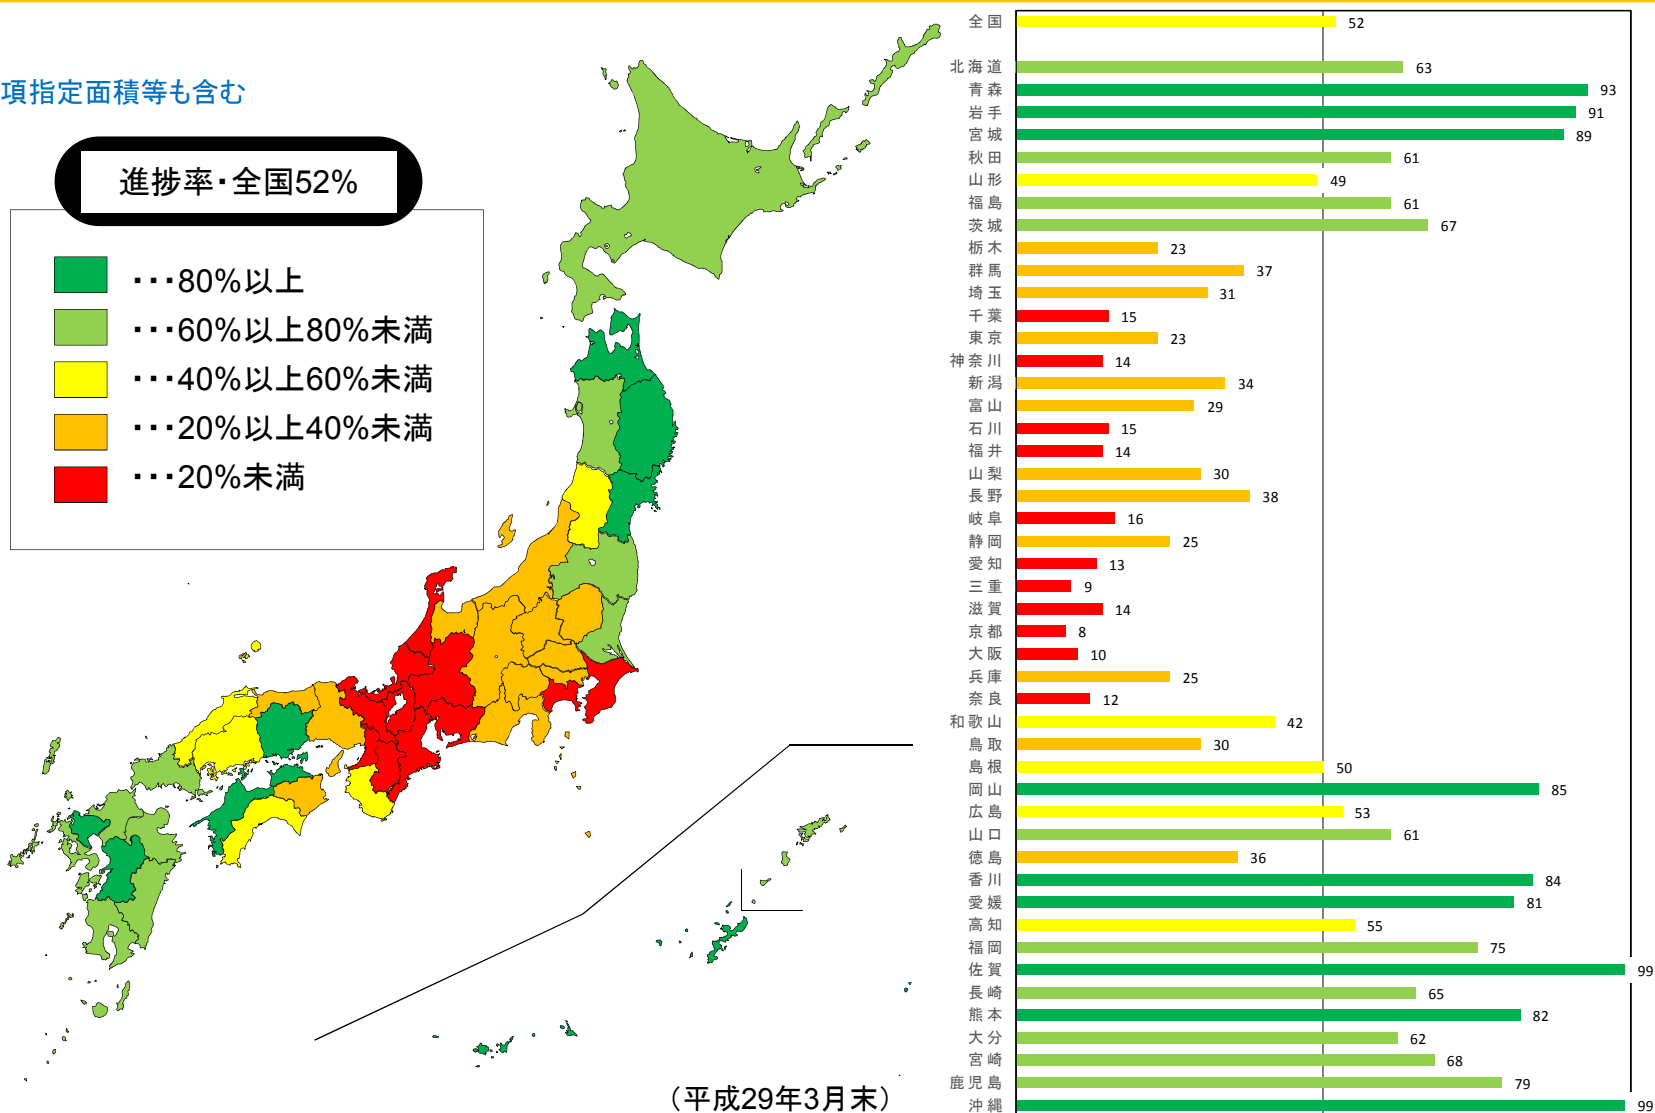 項指定面積等も含む
進捗率・全国52%
・・・80%以上
・・・60%以上80%未満
・・・40%以上60%未満
・・・20%以上40%未満
・・・20%未満
（平成29年3月末）
全国 52
北海道 63
青森 93
岩手 91
宮城 89
秋田 61
山形 49
福島 61
茨城 67
栃木 23
群馬 37
埼玉 31
千葉 15
東京 23
神奈川 14
新潟 34
富山 29
石川 15
福井 14
山梨 30
長野 38
岐阜 16
静岡 25
愛知 13
三重 9
滋賀 14
京都 8
大阪 10
兵庫 25
奈良 12
和歌山 42
鳥取 30
島根 50
岡山 85
広島 53
山口 61
徳島 36
香川 84
愛媛 81
高知 55
福岡 75
佐賀 99
長崎 65
熊本 82
大分 62
宮崎 68
鹿児島 79
沖縄 99